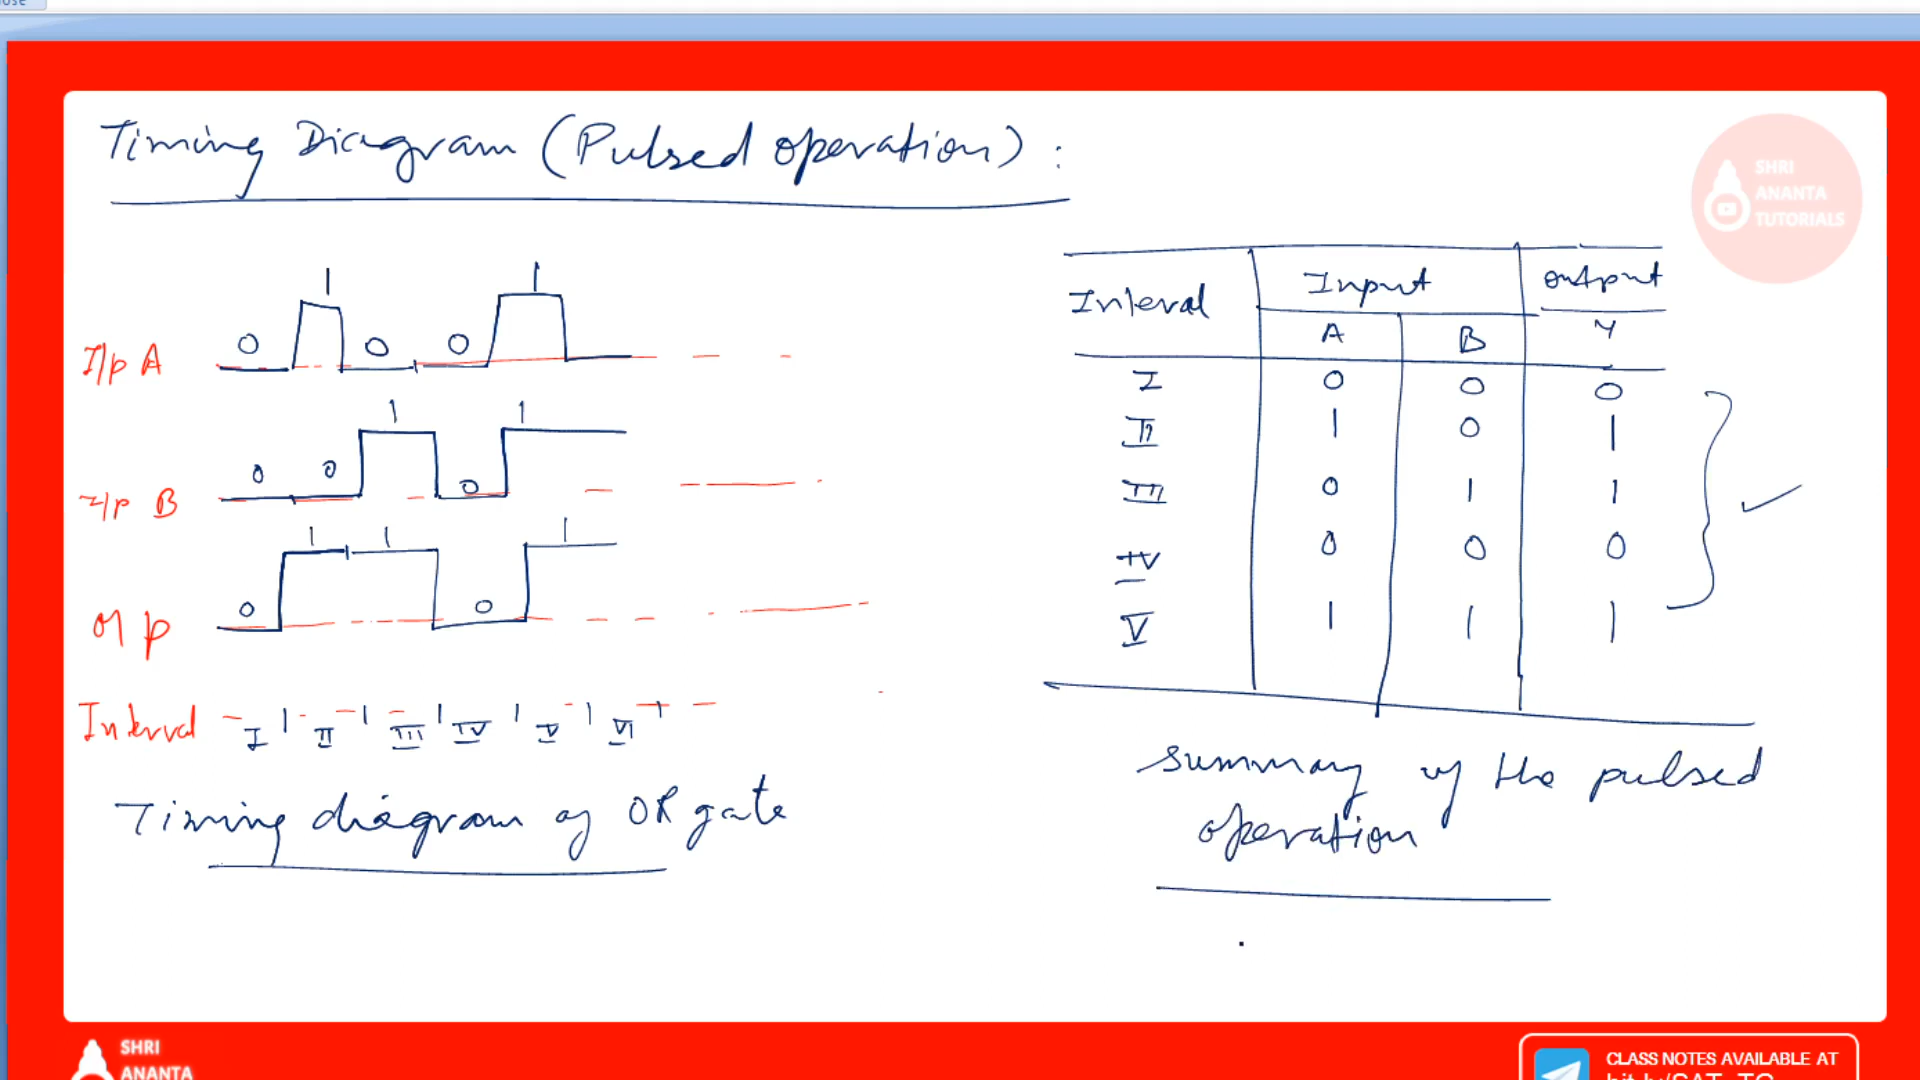 Timing Diagram (Pulsed operation) :
SHRI
ANANTA
TUTORIALS
1 1
0 0 0
I/p A
1 1
0 0 0
I/p B
1 1 1
0 0
O/p
Interval I II III IV V VI
Timing diagram of OR gate
Interval Input output
A B Y
I 0 0 0
II 1 0 1
III 0 1 1
IV 0 0 0
V 1 1 1
summary of the pulsed
operation
SHRI
ANANTA
CLASS NOTES AVAILABLE AT